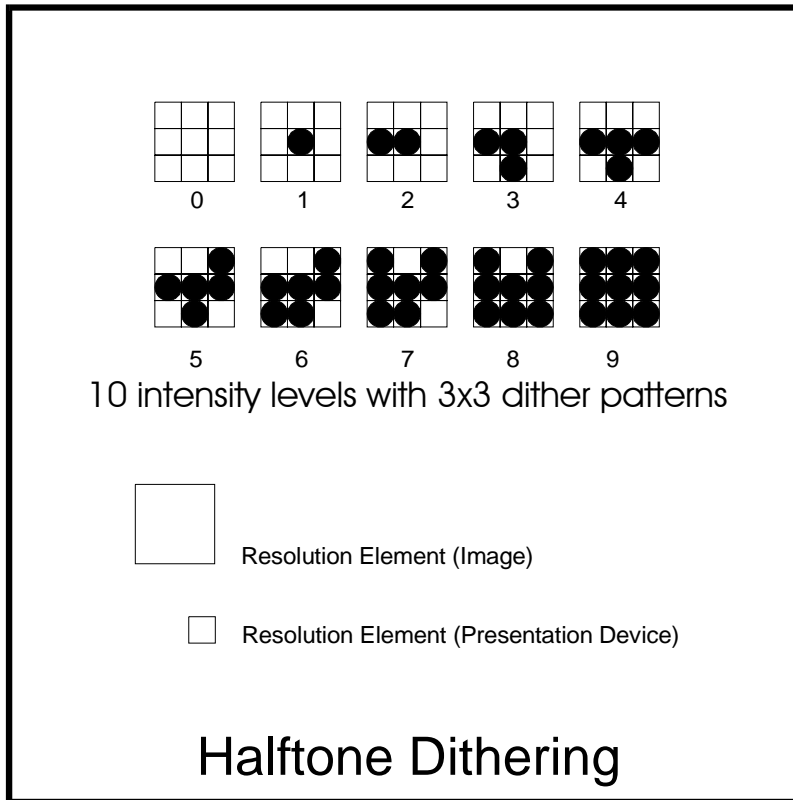 0 1 2 3 4
5 6 7 8 9
10 intensity levels with 3x3 dither patterns
Resolution Element (Image)
Resolution Element (Presentation Device)
Halftone Dithering